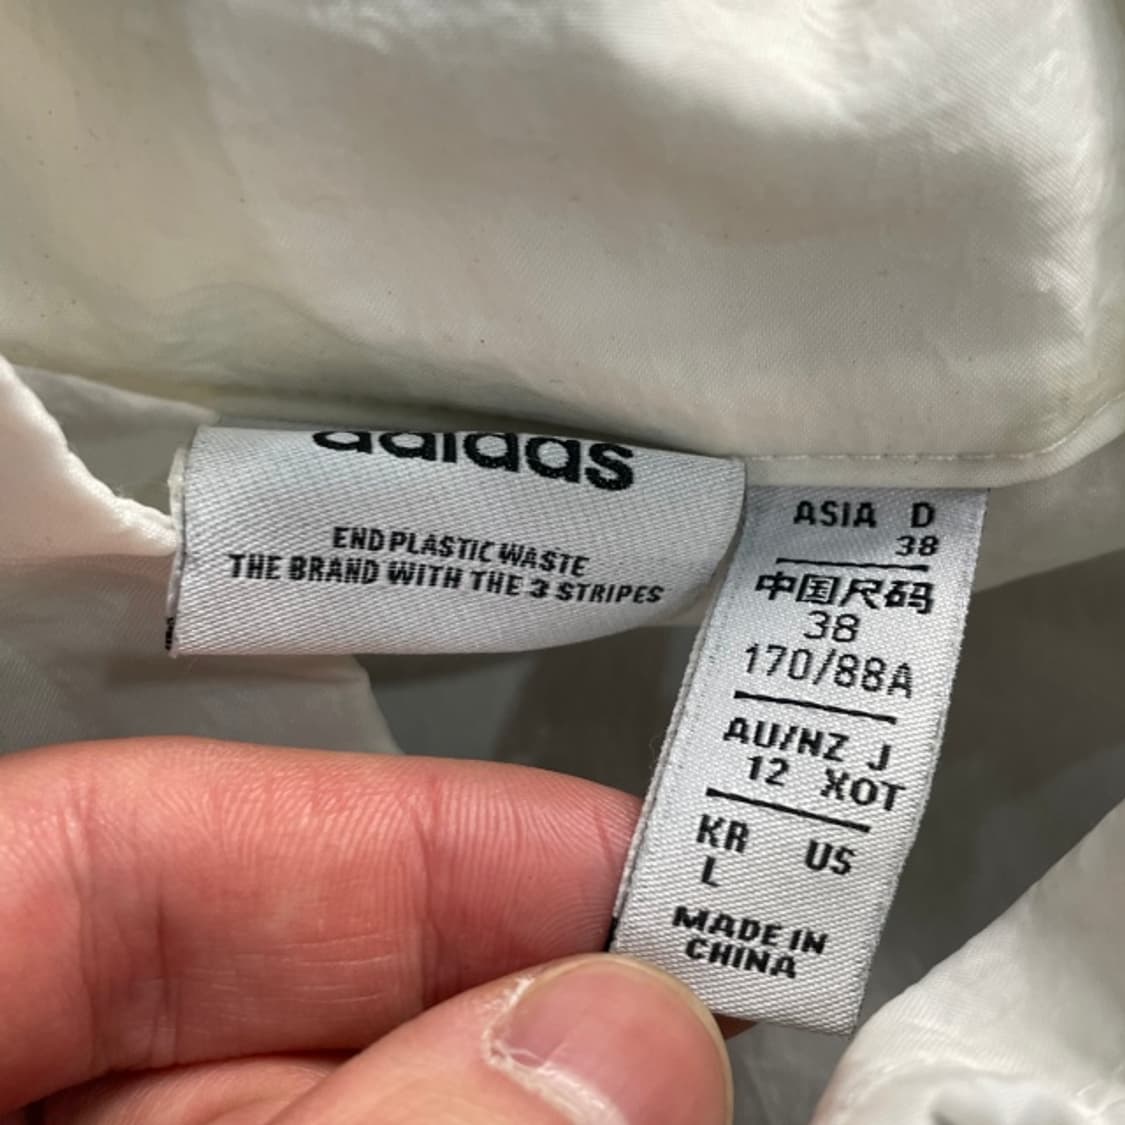 adidas
END PLASTIC WASTE
THE BRAND WITH THE 3 STRIPES
ASIA D
38
中国尺码
38
170/88A
AU/NZ J
12 XOT
KR US
L
MADE IN
CHINA